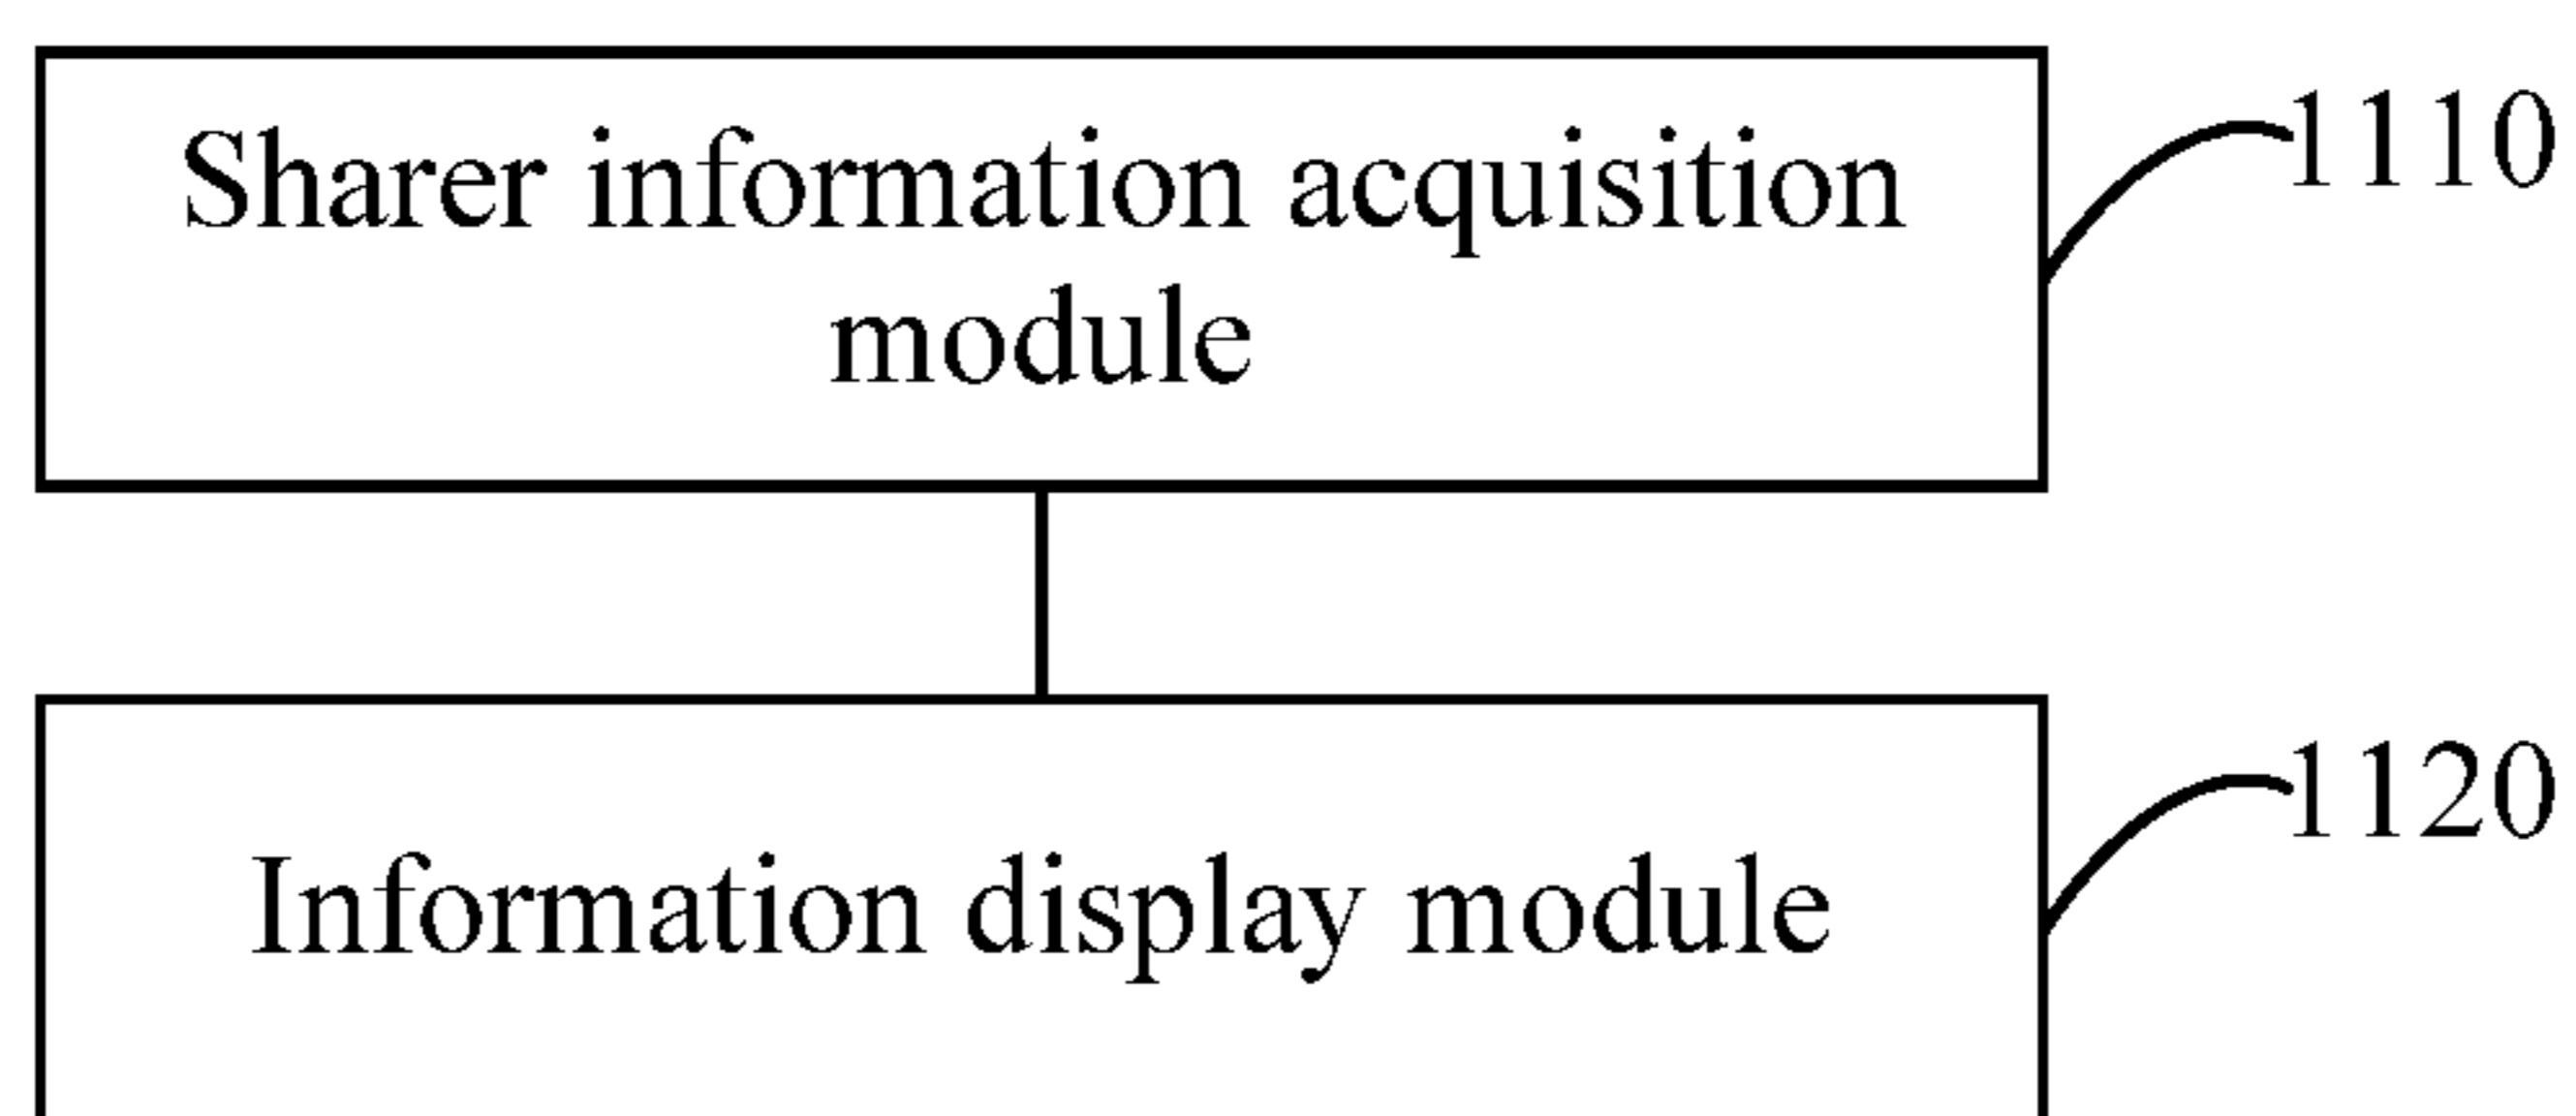 Sharer information acquisition 1110
module
Information display module 1120